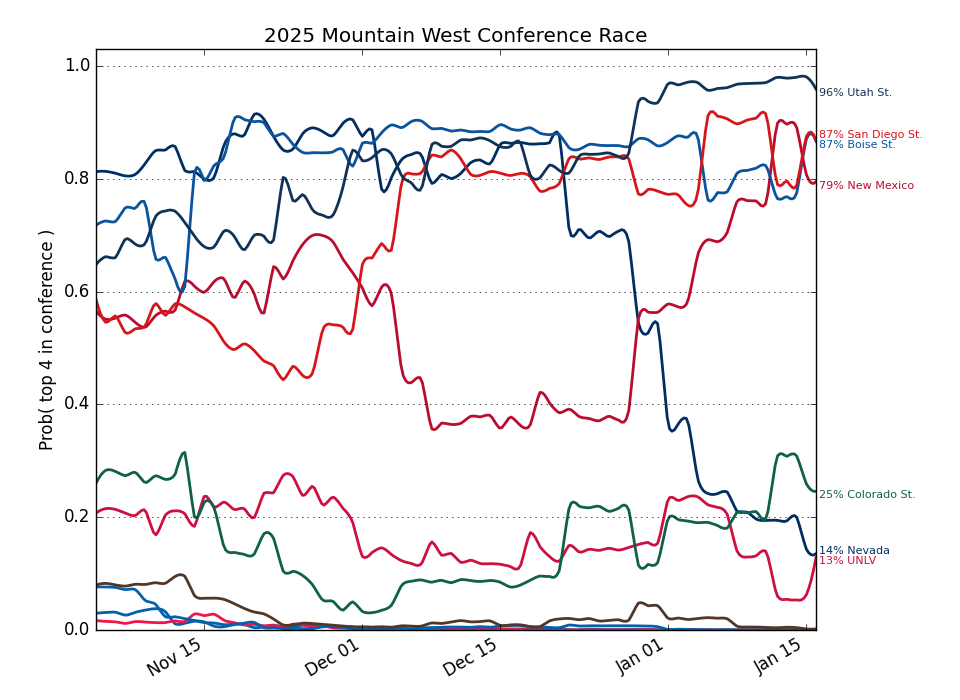 2025 Mountain West Conference Race
1.0
0.8
0.6
0.4
0.2
0.0
Prob( top 4 in conference )
Nov 15
Dec 01
Dec 15
Jan 01
Jan 15
96% Utah St.
87% San Diego St.
87% Boise St.
79% New Mexico
25% Colorado St.
14% Nevada
13% UNLV